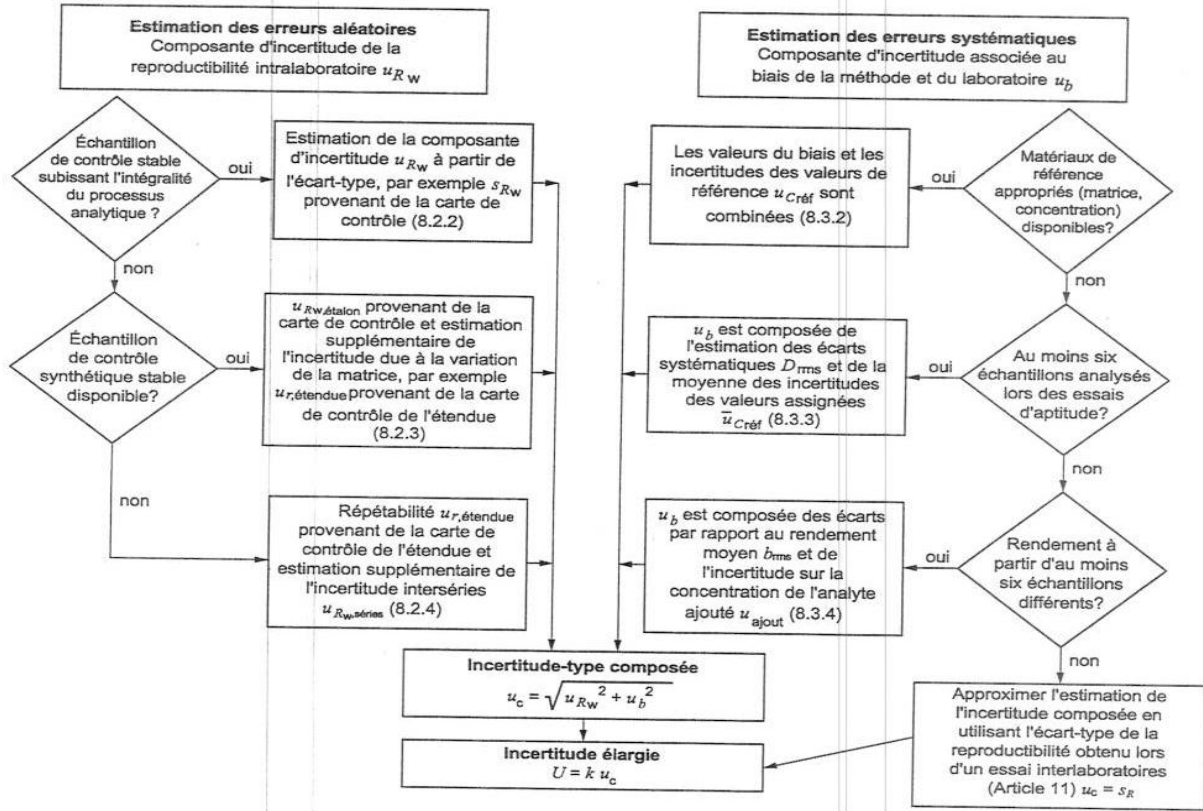 Estimation des erreurs aléatoires
Composante d'incertitude de la
reproductibilité intralaboratoire u_Rw
Échantillon
de contrôle stable
subissant l'intégralité
du processus
analytique ?
oui
Estimation de la composante
d'incertitude u_Rw à partir de
l'écart-type, par exemple s_Rw
provenant de la carte de
contrôle (8.2.2)
non
Échantillon
de contrôle
synthétique stable
disponible?
oui
u_Rw,étalon provenant de la
carte de contrôle et estimation
supplémentaire de
l'incertitude due à la variation
de la matrice, par exemple
u_r,étendue provenant de la carte
de contrôle de l'étendue
(8.2.3)
non
Répétabilité u_r,étendue
provenant de la carte de
contrôle de l'étendue et
estimation supplémentaire de
l'incertitude interséries
u_Rw,séries (8.2.4)
Estimation des erreurs systématiques
Composante d'incertitude associée au
biais de la méthode et du laboratoire u_b
Matériaux de
référence
appropriés (matrice,
concentration)
disponibles?
oui
Les valeurs du biais et les
incertitudes des valeurs de
référence u_Créf sont
combinées (8.3.2)
non
Au moins six
échantillons analysés
lors des essais
d'aptitude?
oui
u_b est composée de
l'estimation des écarts
systématiques D_rms et de la
moyenne des incertitudes
des valeurs assignées
u̅_Créf (8.3.3)
non
Rendement à
partir d'au moins
six échantillons
différents?
oui
u_b est composée des écarts
par rapport au rendement
moyen b_rms et de
l'incertitude sur la
concentration de l'analyte
ajouté u_ajout (8.3.4)
non
Approximer l'estimation de
l'incertitude composée en
utilisant l'écart-type de la
reproductibilité obtenu lors
d'un essai interlaboratoires
(Article 11) u_c = s_R
Incertitude-type composée
u_c = √(u_Rw² + u_b²)
Incertitude élargie
U = k u_c